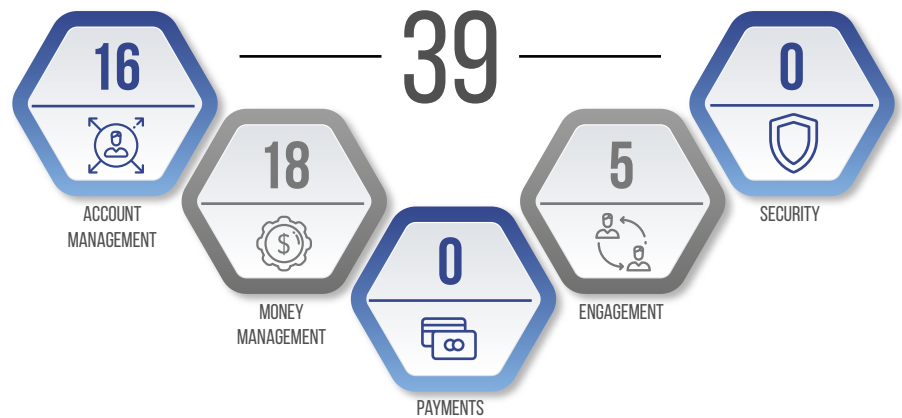 39
16
ACCOUNT
MANAGEMENT
18
MONEY
MANAGEMENT
$
0
PAYMENTS
5
ENGAGEMENT
0
SECURITY